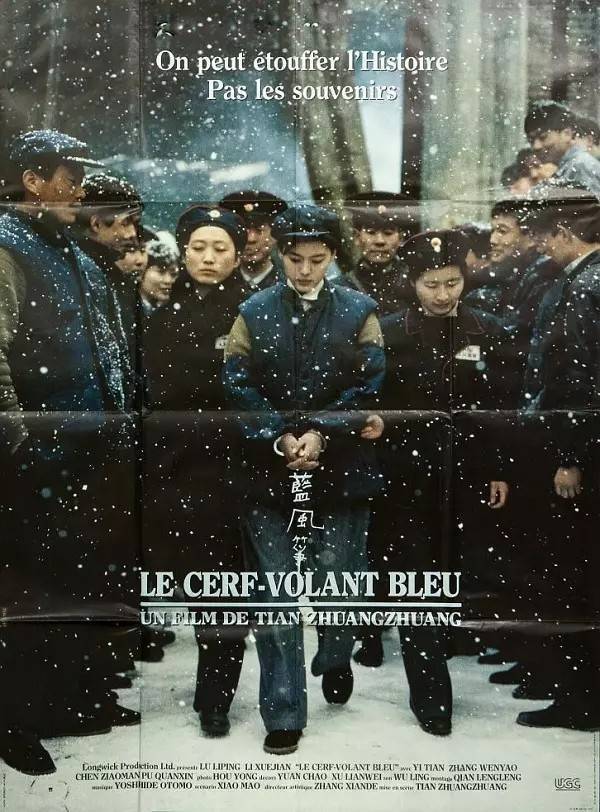 On peut étouffer l'Histoire
Pas les souvenirs
藍
風
箏
LE CERF-VOLANT BLEU
UN FILM DE TIAN ZHUANGZHUANG
Longwick Production Ltd. présente LU LIPING LI XUEJIAN "LE CERF-VOLANT BLEU" avec YI TIAN ZHANG WENYAO
CHEN XIAOMAN PU QUANXIN photo HOU YONG décors YUAN CHAO XU LIANWEI son WU LING montage QIAN LENGLENG
musique YOSHIHIDE OTOMO scénario XIAO MAO directeur artistique ZHANG XIANDE mise en scène TIAN ZHUANGZHUANG
UGC